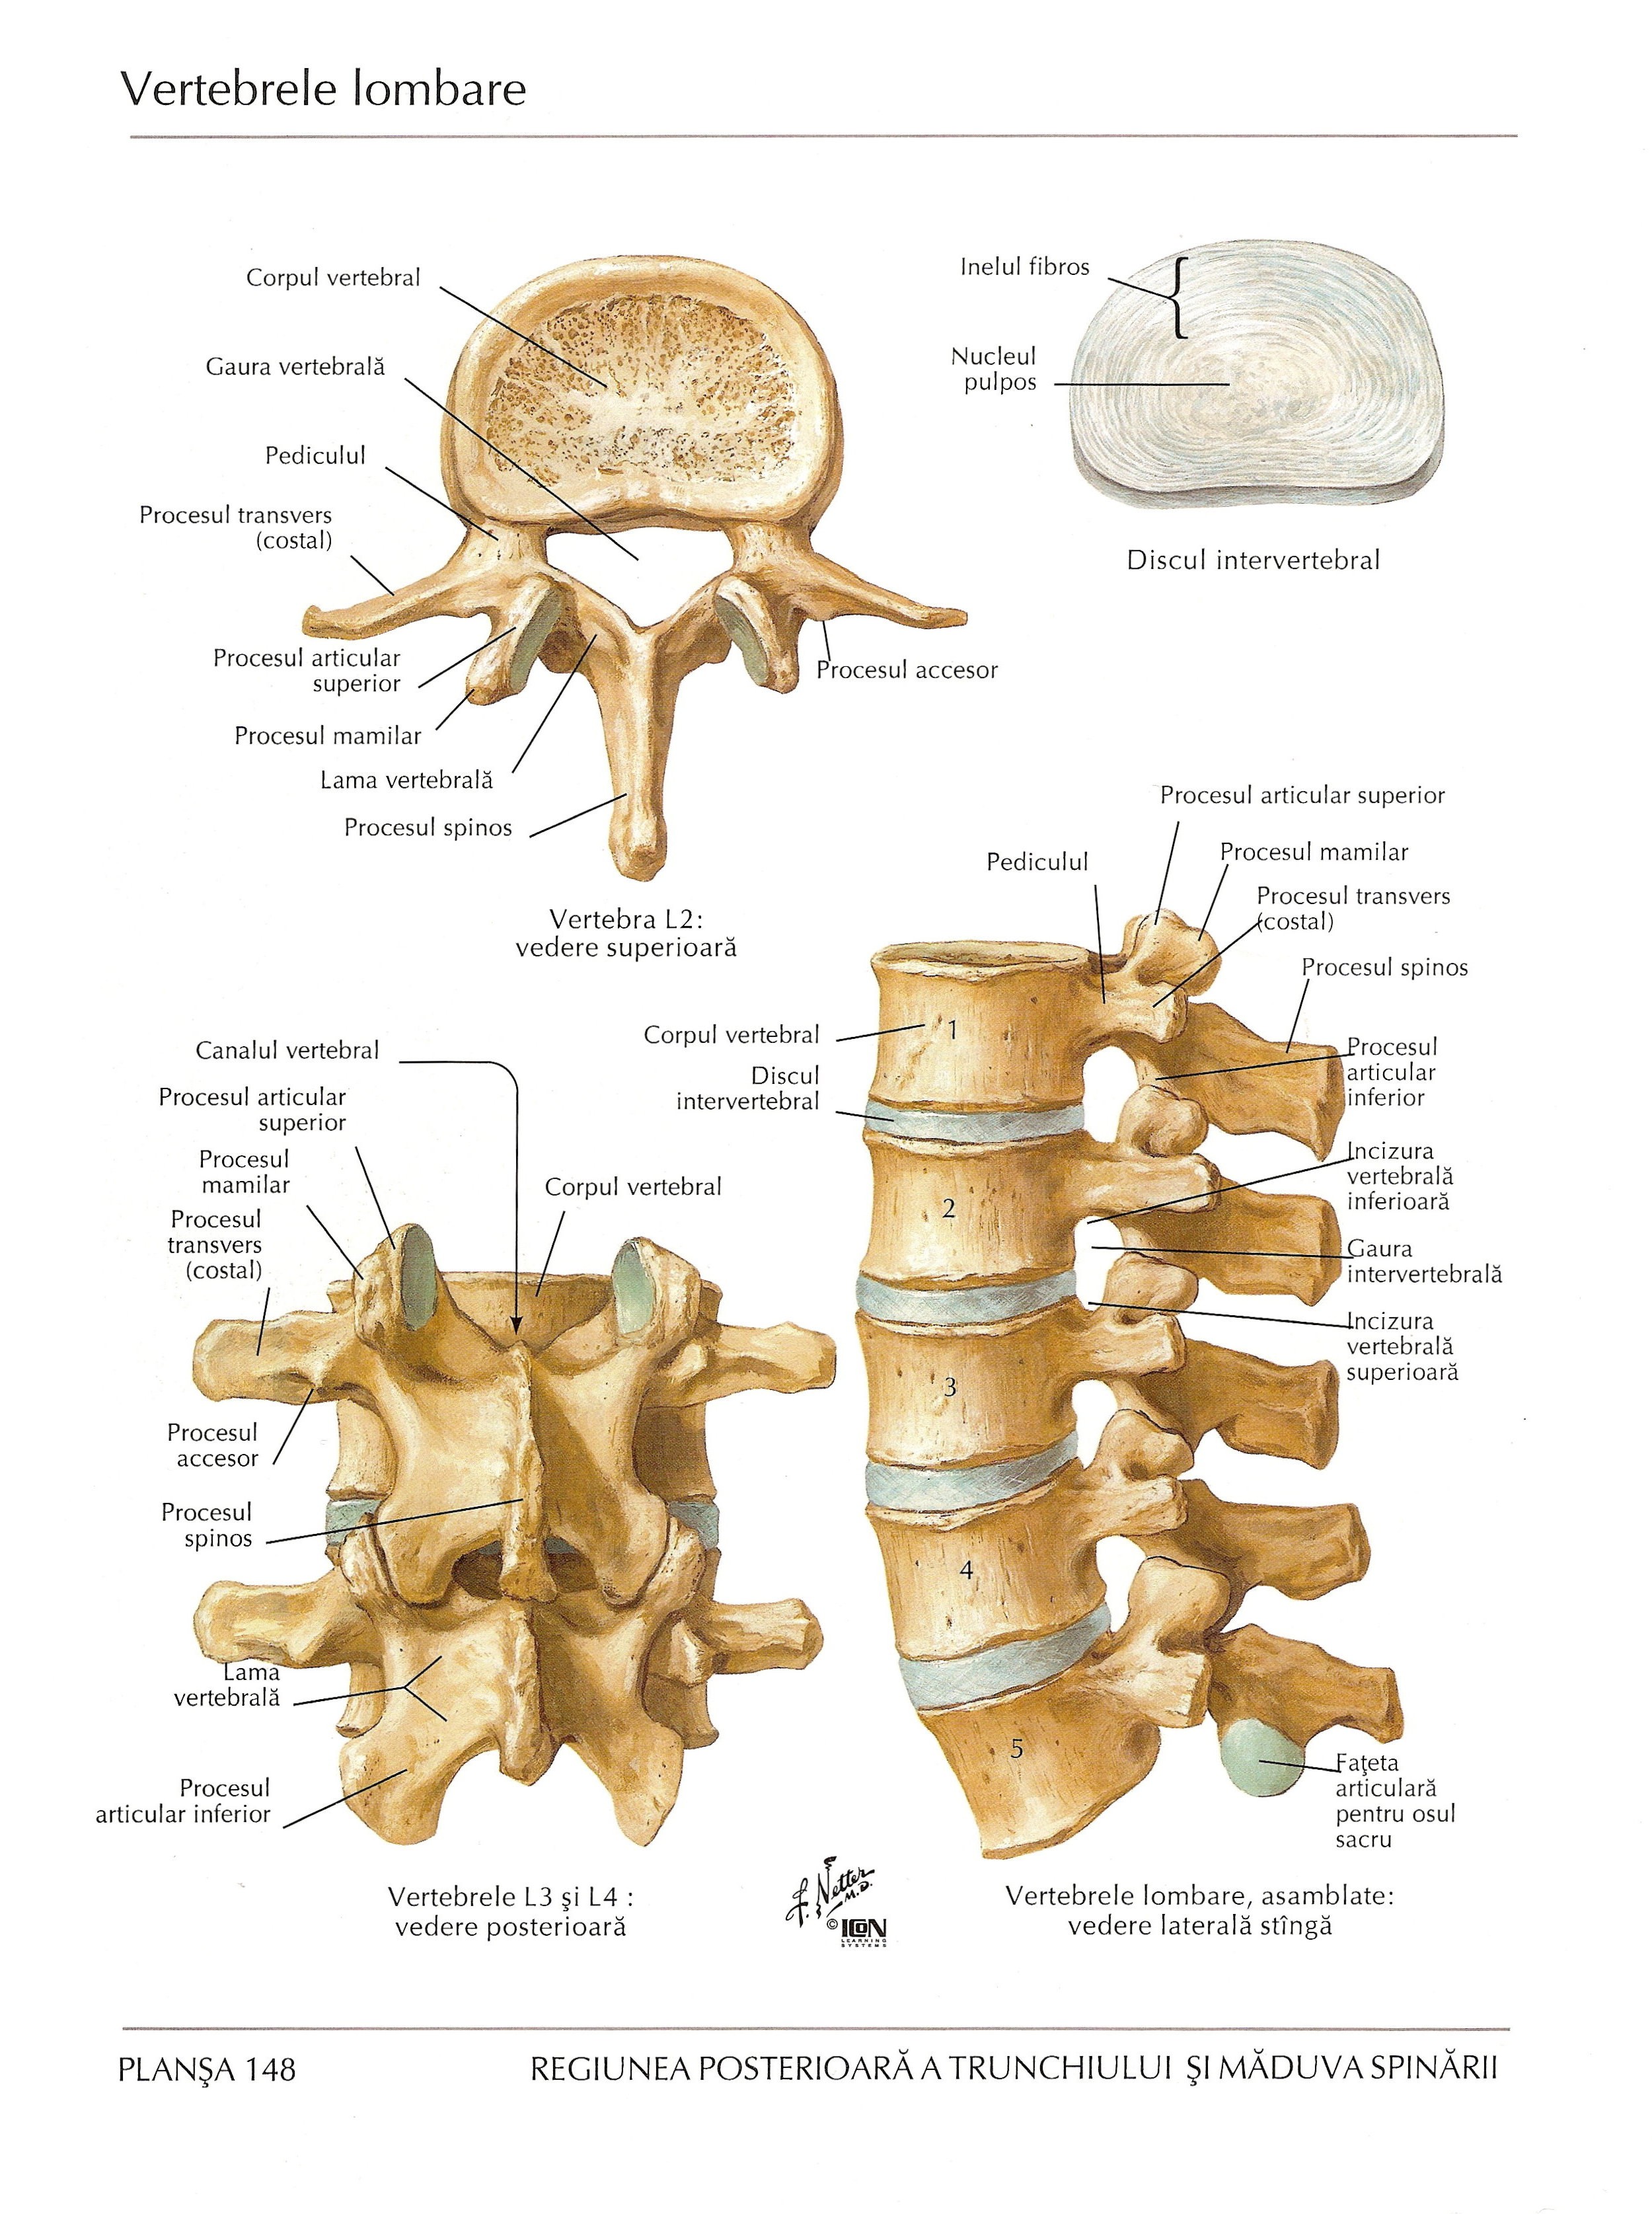 Vertebrele lombare
Corpul vertebral
Gaura vertebrală
Pediculul
Procesul transvers
(costal)
Procesul articular
superior
Procesul mamilar
Lama vertebrală
Procesul spinos
Procesul accesor
Vertebra L2:
vedere superioară
Inelul fibros
Nucleul
pulpos
Discul intervertebral
Canalul vertebral
Procesul articular
superior
Procesul
mamilar
Procesul
transvers
(costal)
Corpul vertebral
Procesul
accesor
Procesul
spinos
Lama
vertebrală
Procesul
articular inferior
Vertebrele L3 şi L4 :
vedere posterioară
Procesul articular superior
Pediculul
Procesul mamilar
Procesul transvers
(costal)
Procesul spinos
Corpul vertebral
Discul
intervertebral
Procesul
articular
inferior
Incizura
vertebrală
inferioară
Gaura
intervertebrală
Incizura
vertebrală
superioară
1
2
3
4
5
Faţeta
articulară
pentru osul
sacru
Vertebrele lombare, asamblate:
vedere laterală stîngă
F. Netter
M.D.
© ICON
LEARNING
SYSTEMS
PLANŞA 148
REGIUNEA POSTERIOARĂ A TRUNCHIULUI ŞI MĂDUVA SPINĂRII